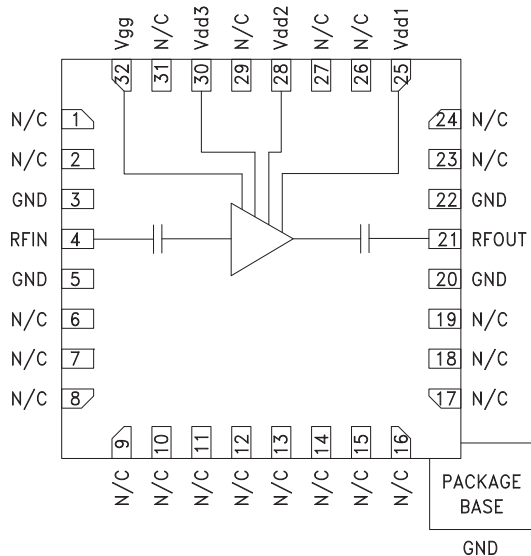 Vgg
N/C
Vdd3
N/C
Vdd2
N/C
N/C
Vdd1
32
31
30
29
28
27
26
25
N/C 1
N/C 2
GND 3
RFIN 4
GND 5
N/C 6
N/C 7
N/C 8
24 N/C
23 N/C
22 GND
21 RFOUT
20 GND
19 N/C
18 N/C
17 N/C
9
10
11
12
13
14
15
16
N/C
N/C
N/C
N/C
N/C
N/C
N/C
N/C
PACKAGE
BASE
GND